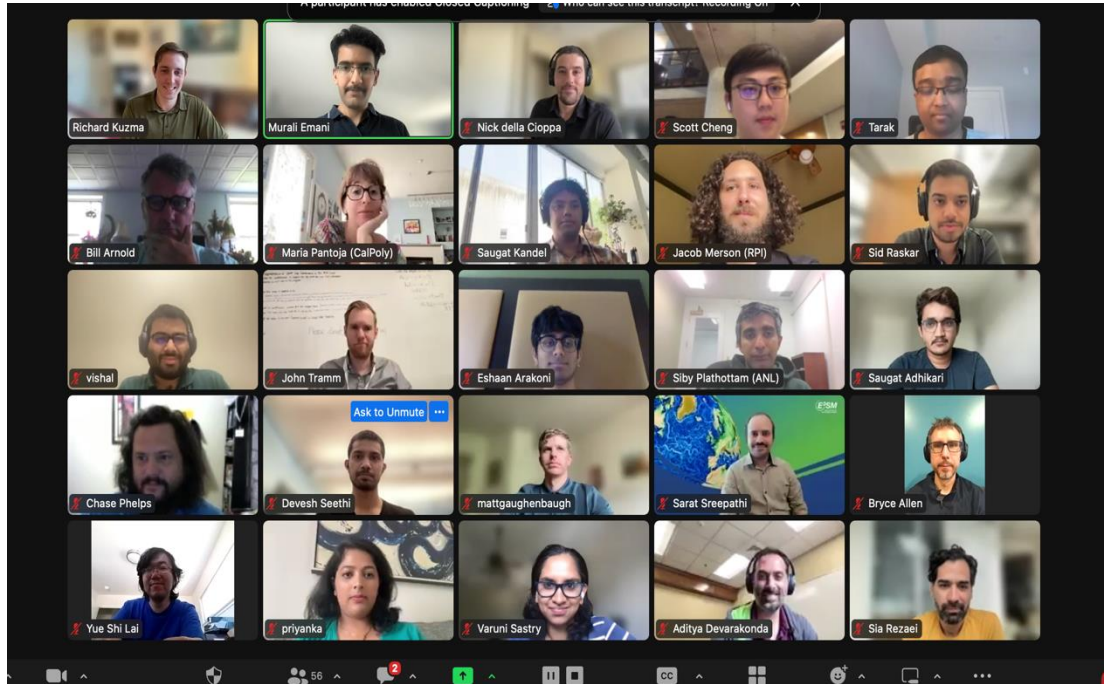 A participant has enabled Closed Captioning Who can see this transcript? Recording On
Richard Kuzma
Murali Emani
Nick della Cioppa
Scott Cheng
Tarak
Bill Arnold
Maria Pantoja (CalPoly)
Saugat Kandel
Jacob Merson (RPI)
Sid Raskar
vishal
John Tramm
Eshaan Arakoni
Siby Plathottam (ANL)
Saugat Adhikari
Ask to Unmute
E3SM
Chase Phelps
Devesh Seethi
mattgaughenbaugh
Sarat Sreepathi
Bryce Allen
Yue Shi Lai
priyanka
Varuni Sastry
Aditya Devarakonda
Sia Rezaei
56 2 CC